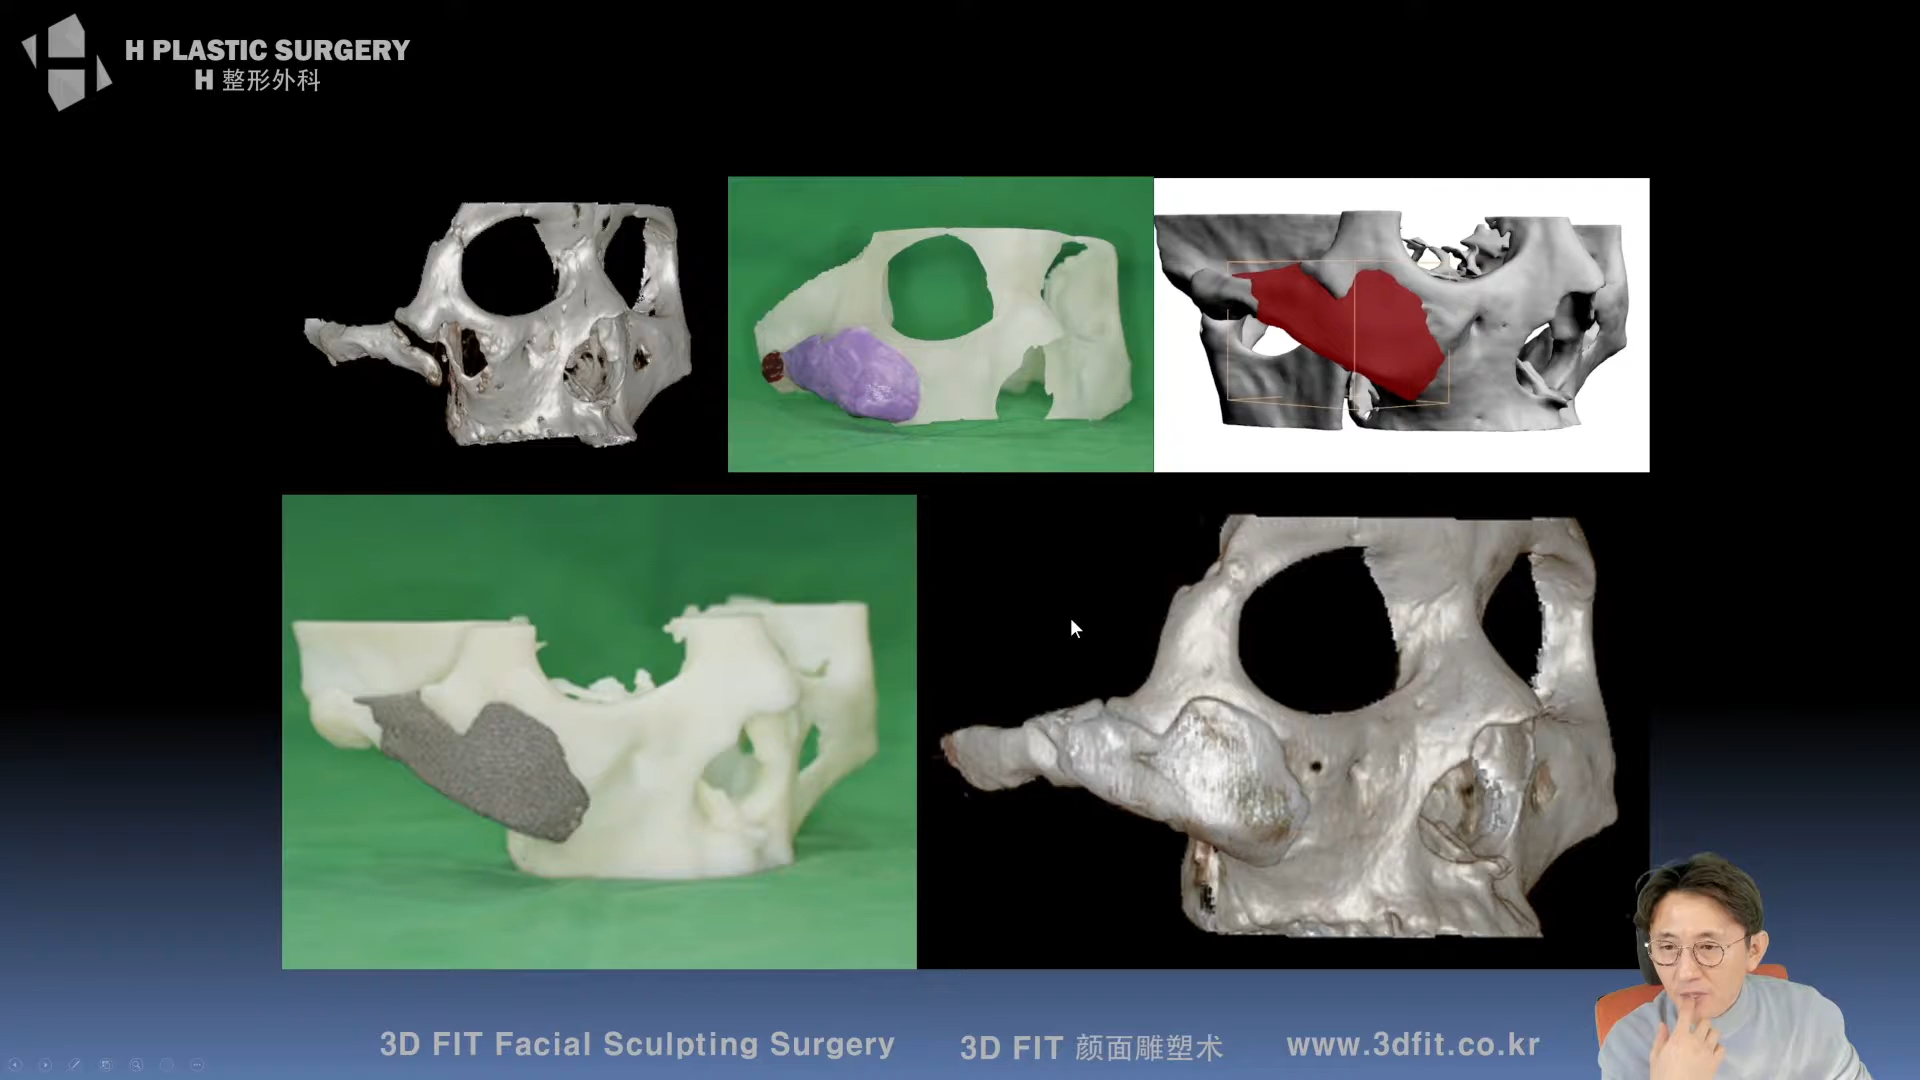 H PLASTIC SURGERY
H 整形外科
3D FIT Facial Sculpting Surgery
3D FIT 颜面雕塑术
www.3dfit.co.kr